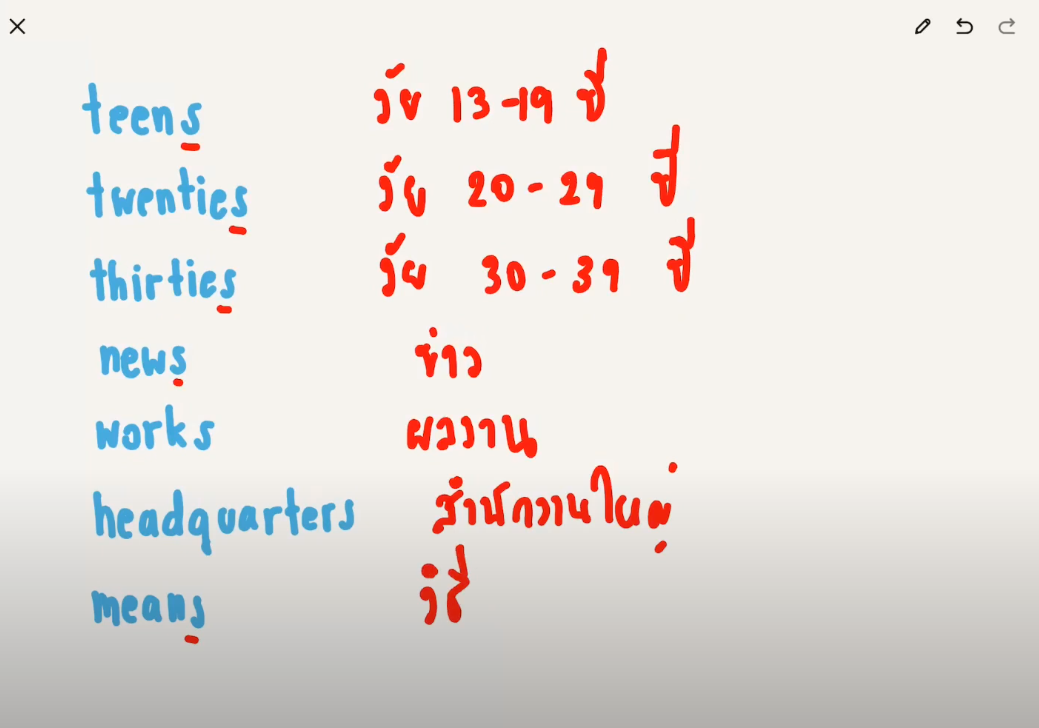 teens วัย 13-19 ปี
twenties วัย 20-29 ปี
thirties วัย 30-39 ปี
news ข่าว
works ผลงาน
headquarters สำนักงานใหญ่
means วิธี